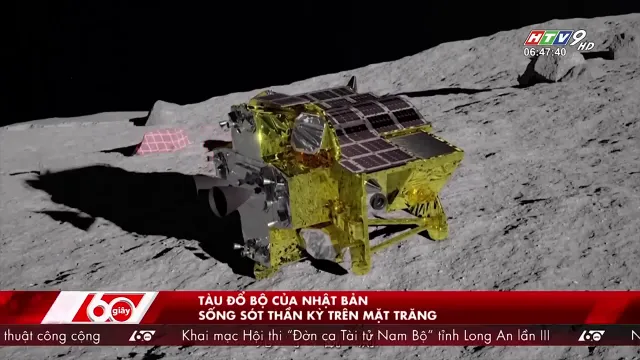 HTV9 HD
06:47:40
60 giây
TÀU ĐỔ BỘ CỦA NHẬT BẢN
SỐNG SÓT THẦN KỲ TRÊN MẶT TRĂNG
thuật công cộng 60 Khai mạc Hội thi “Đờn ca Tài tử Nam Bộ” tỉnh Long An lần III 60